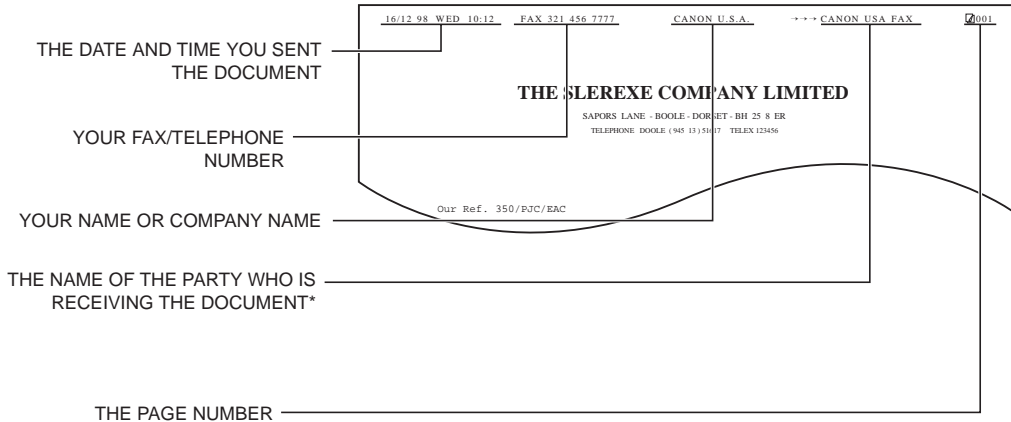 16/12 98 WED 10:12 FAX 321 456 7777 CANON U.S.A. →→→ CANON USA FAX 001
THE DATE AND TIME YOU SENT
THE DOCUMENT
THE SLEREXE COMPANY LIMITED
SAPORS LANE - BOOLE - DORSET - BH 25 8 ER
TELEPHONE DOOLE ( 945 13 ) 51617 TELEX 123456
YOUR FAX/TELEPHONE
NUMBER
Our Ref. 350/PJC/EAC
YOUR NAME OR COMPANY NAME
THE NAME OF THE PARTY WHO IS
RECEIVING THE DOCUMENT*
THE PAGE NUMBER